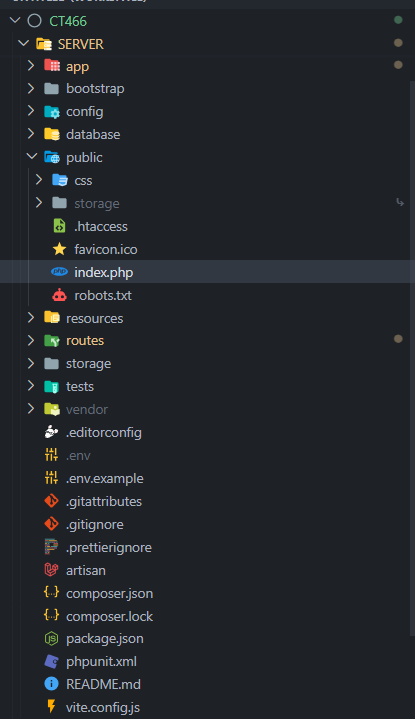 CT466
SERVER
app
bootstrap
config
database
public
css
storage
.htaccess
favicon.ico
index.php
robots.txt
resources
routes
storage
tests
vendor
.editorconfig
.env
.env.example
.gitattributes
.gitignore
.prettierignore
artisan
composer.json
composer.lock
package.json
phpunit.xml
README.md
vite.config.js